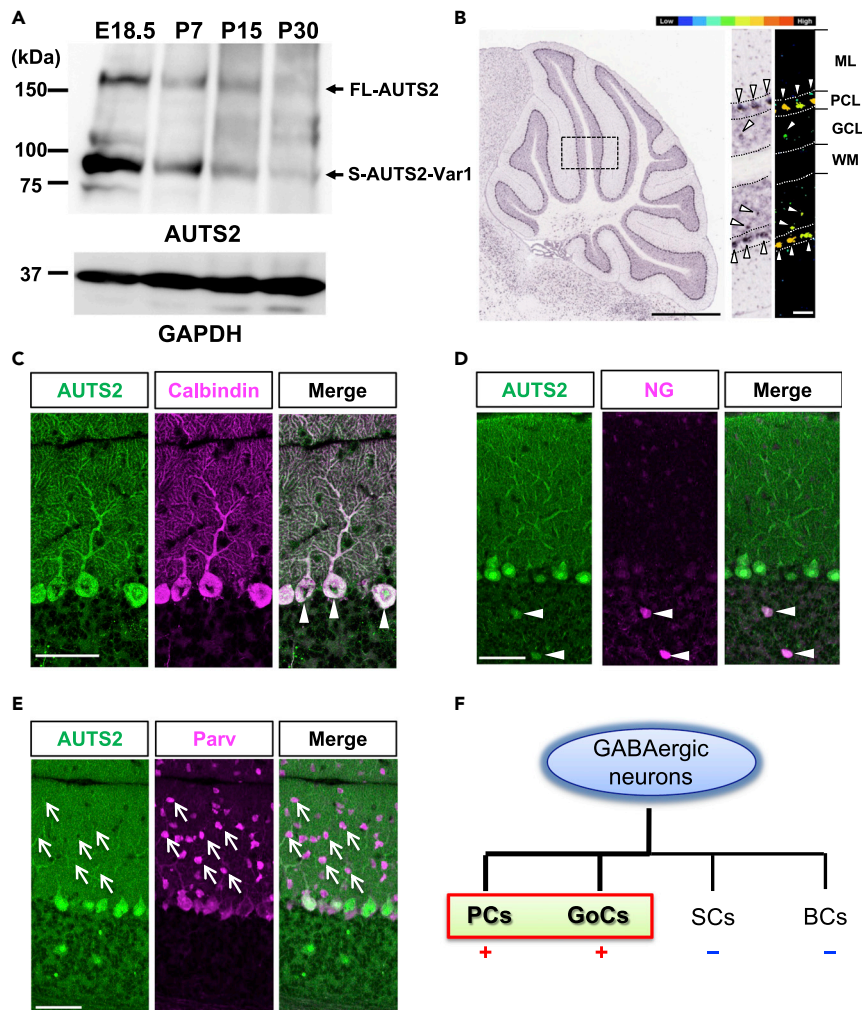 A
E18.5 P7 P15 P30
(kDa)
150
FL-AUTS2
100
75
S-AUTS2-Var1
AUTS2
37
GAPDH
B
Low High
ML
PCL
GCL
WM
C
AUTS2 Calbindin Merge
D
AUTS2 NG Merge
E
AUTS2 Parv Merge
F
GABAergic
neurons
PCs GoCs SCs BCs
+ + − −